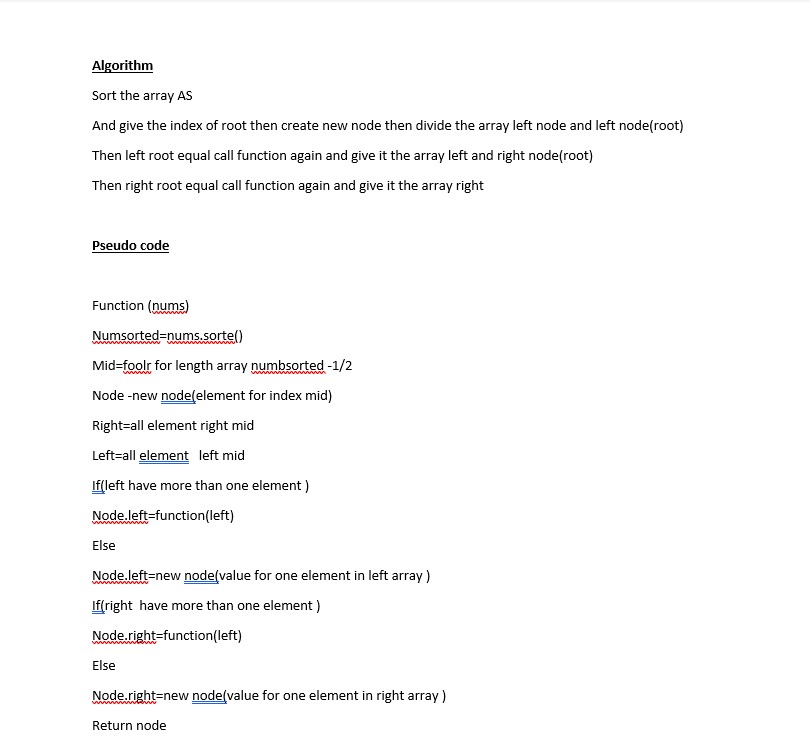 Algorithm
Sort the array AS
And give the index of root then create new node then divide the array left node and left node(root)
Then left root equal call function again and give it the array left and right node(root)
Then right root equal call function again and give it the array right
Pseudo code
Function (nums)
Numsorted=nums.sorte()
Mid=foolr for length array numbsorted -1/2
Node -new node(element for index mid)
Right=all element right mid
Left=all element  left mid
If(left have more than one element )
Node.left=function(left)
Else
Node.left=new node(value for one element in left array )
If(right  have more than one element )
Node.right=function(left)
Else
Node.right=new node(value for one element in right array )
Return node